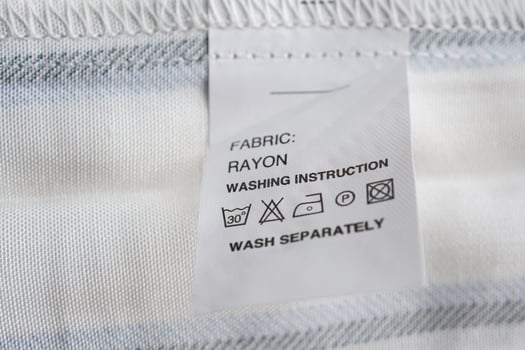 FABRIC:
RAYON
WASHING INSTRUCTION
30° P
WASH SEPARATELY